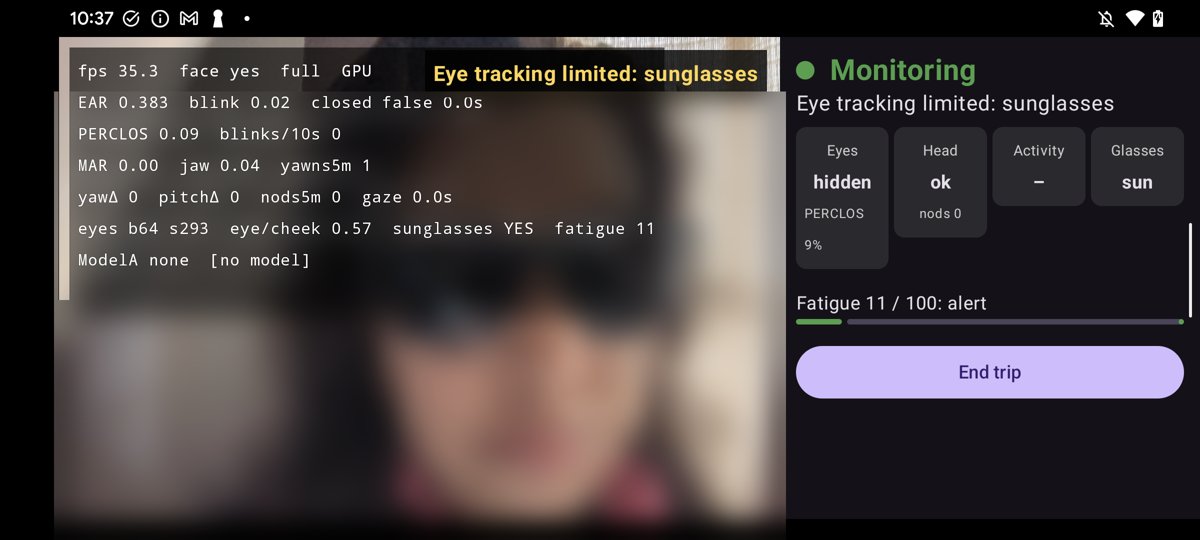 10:37
fps 35.3 face yes full GPU
Eye tracking limited: sunglasses
EAR 0.383 blink 0.02 closed false 0.0s
PERCLOS 0.09 blinks/10s 0
MAR 0.00 jaw 0.04 yawns5m 1
yawΔ 0 pitchΔ 0 nods5m 0 gaze 0.0s
eyes b64 s293 eye/cheek 0.57 sunglasses YES fatigue 11
ModelA none [no model]
Monitoring
Eye tracking limited: sunglasses
Eyes
hidden
PERCLOS
9%
Head
ok
nods 0
Activity
–
Glasses
sun
Fatigue 11 / 100: alert
End trip